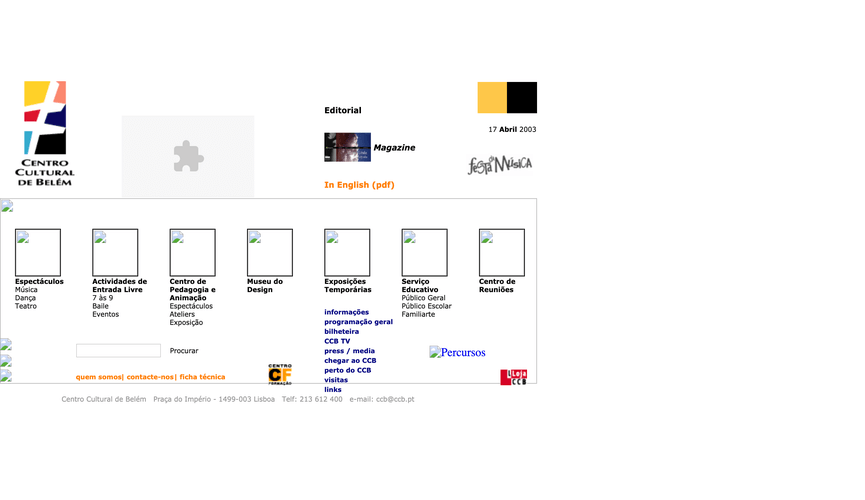 CENTRO
CULTURAL
DE BELÉM
Editorial
Magazine
In English (pdf)
17 Abril 2003
festa da Música
Espectáculos
Música
Dança
Teatro
Actividades de
Entrada Livre
7 às 9
Baile
Eventos
Centro de
Pedagogia e
Animação
Espectáculos
Ateliers
Exposição
Museu do
Design
Exposições
Temporárias
Serviço
Educativo
Público Geral
Público Escolar
Familiarte
Centro de
Reuniões
informações
programação geral
bilheteira
CCB TV
press / media
chegar ao CCB
perto do CCB
visitas
links
Procurar
Percursos
quem somos| contacte-nos| ficha técnica
CENTRO
CF
FORMAÇÃO
LOJA
CCB
Centro Cultural de Belém Praça do Império - 1499-003 Lisboa Telf: 213 612 400 e-mail: ccb@ccb.pt